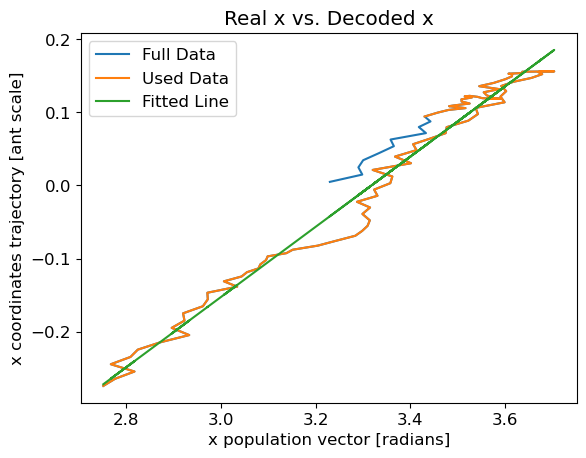 Real x vs. Decoded x
Full Data
Used Data
Fitted Line
x coordinates trajectory [ant scale]
0.2
0.1
0.0
−0.1
−0.2
2.8
3.0
3.2
3.4
3.6
x population vector [radians]